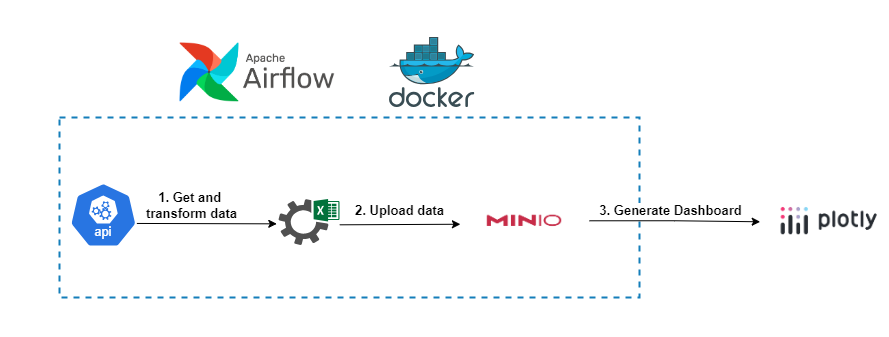 Apache
Airflow
docker
1. Get and
transform data
2. Upload data
3. Generate Dashboard
api
X
MINIO
plotly